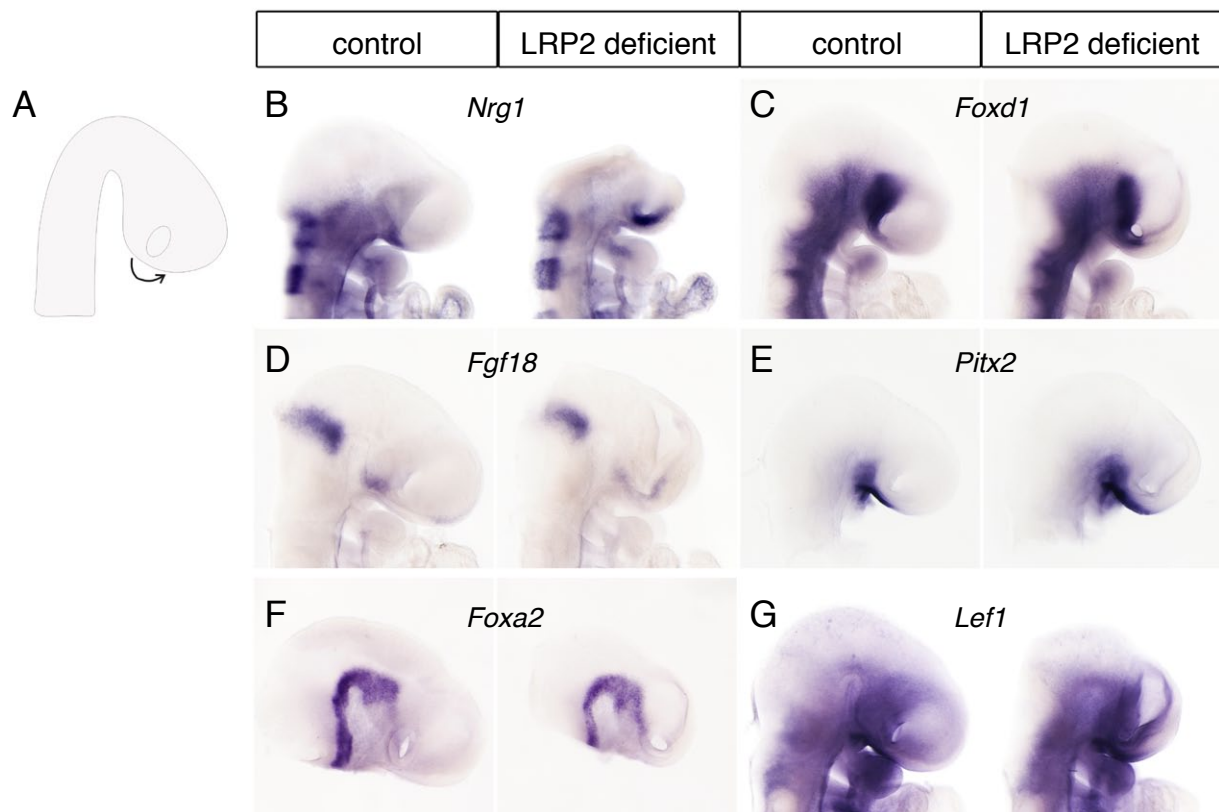 control LRP2 deficient control LRP2 deficient
A
B Nrg1 C Foxd1
D Fgf18 E Pitx2
F Foxa2 G Lef1